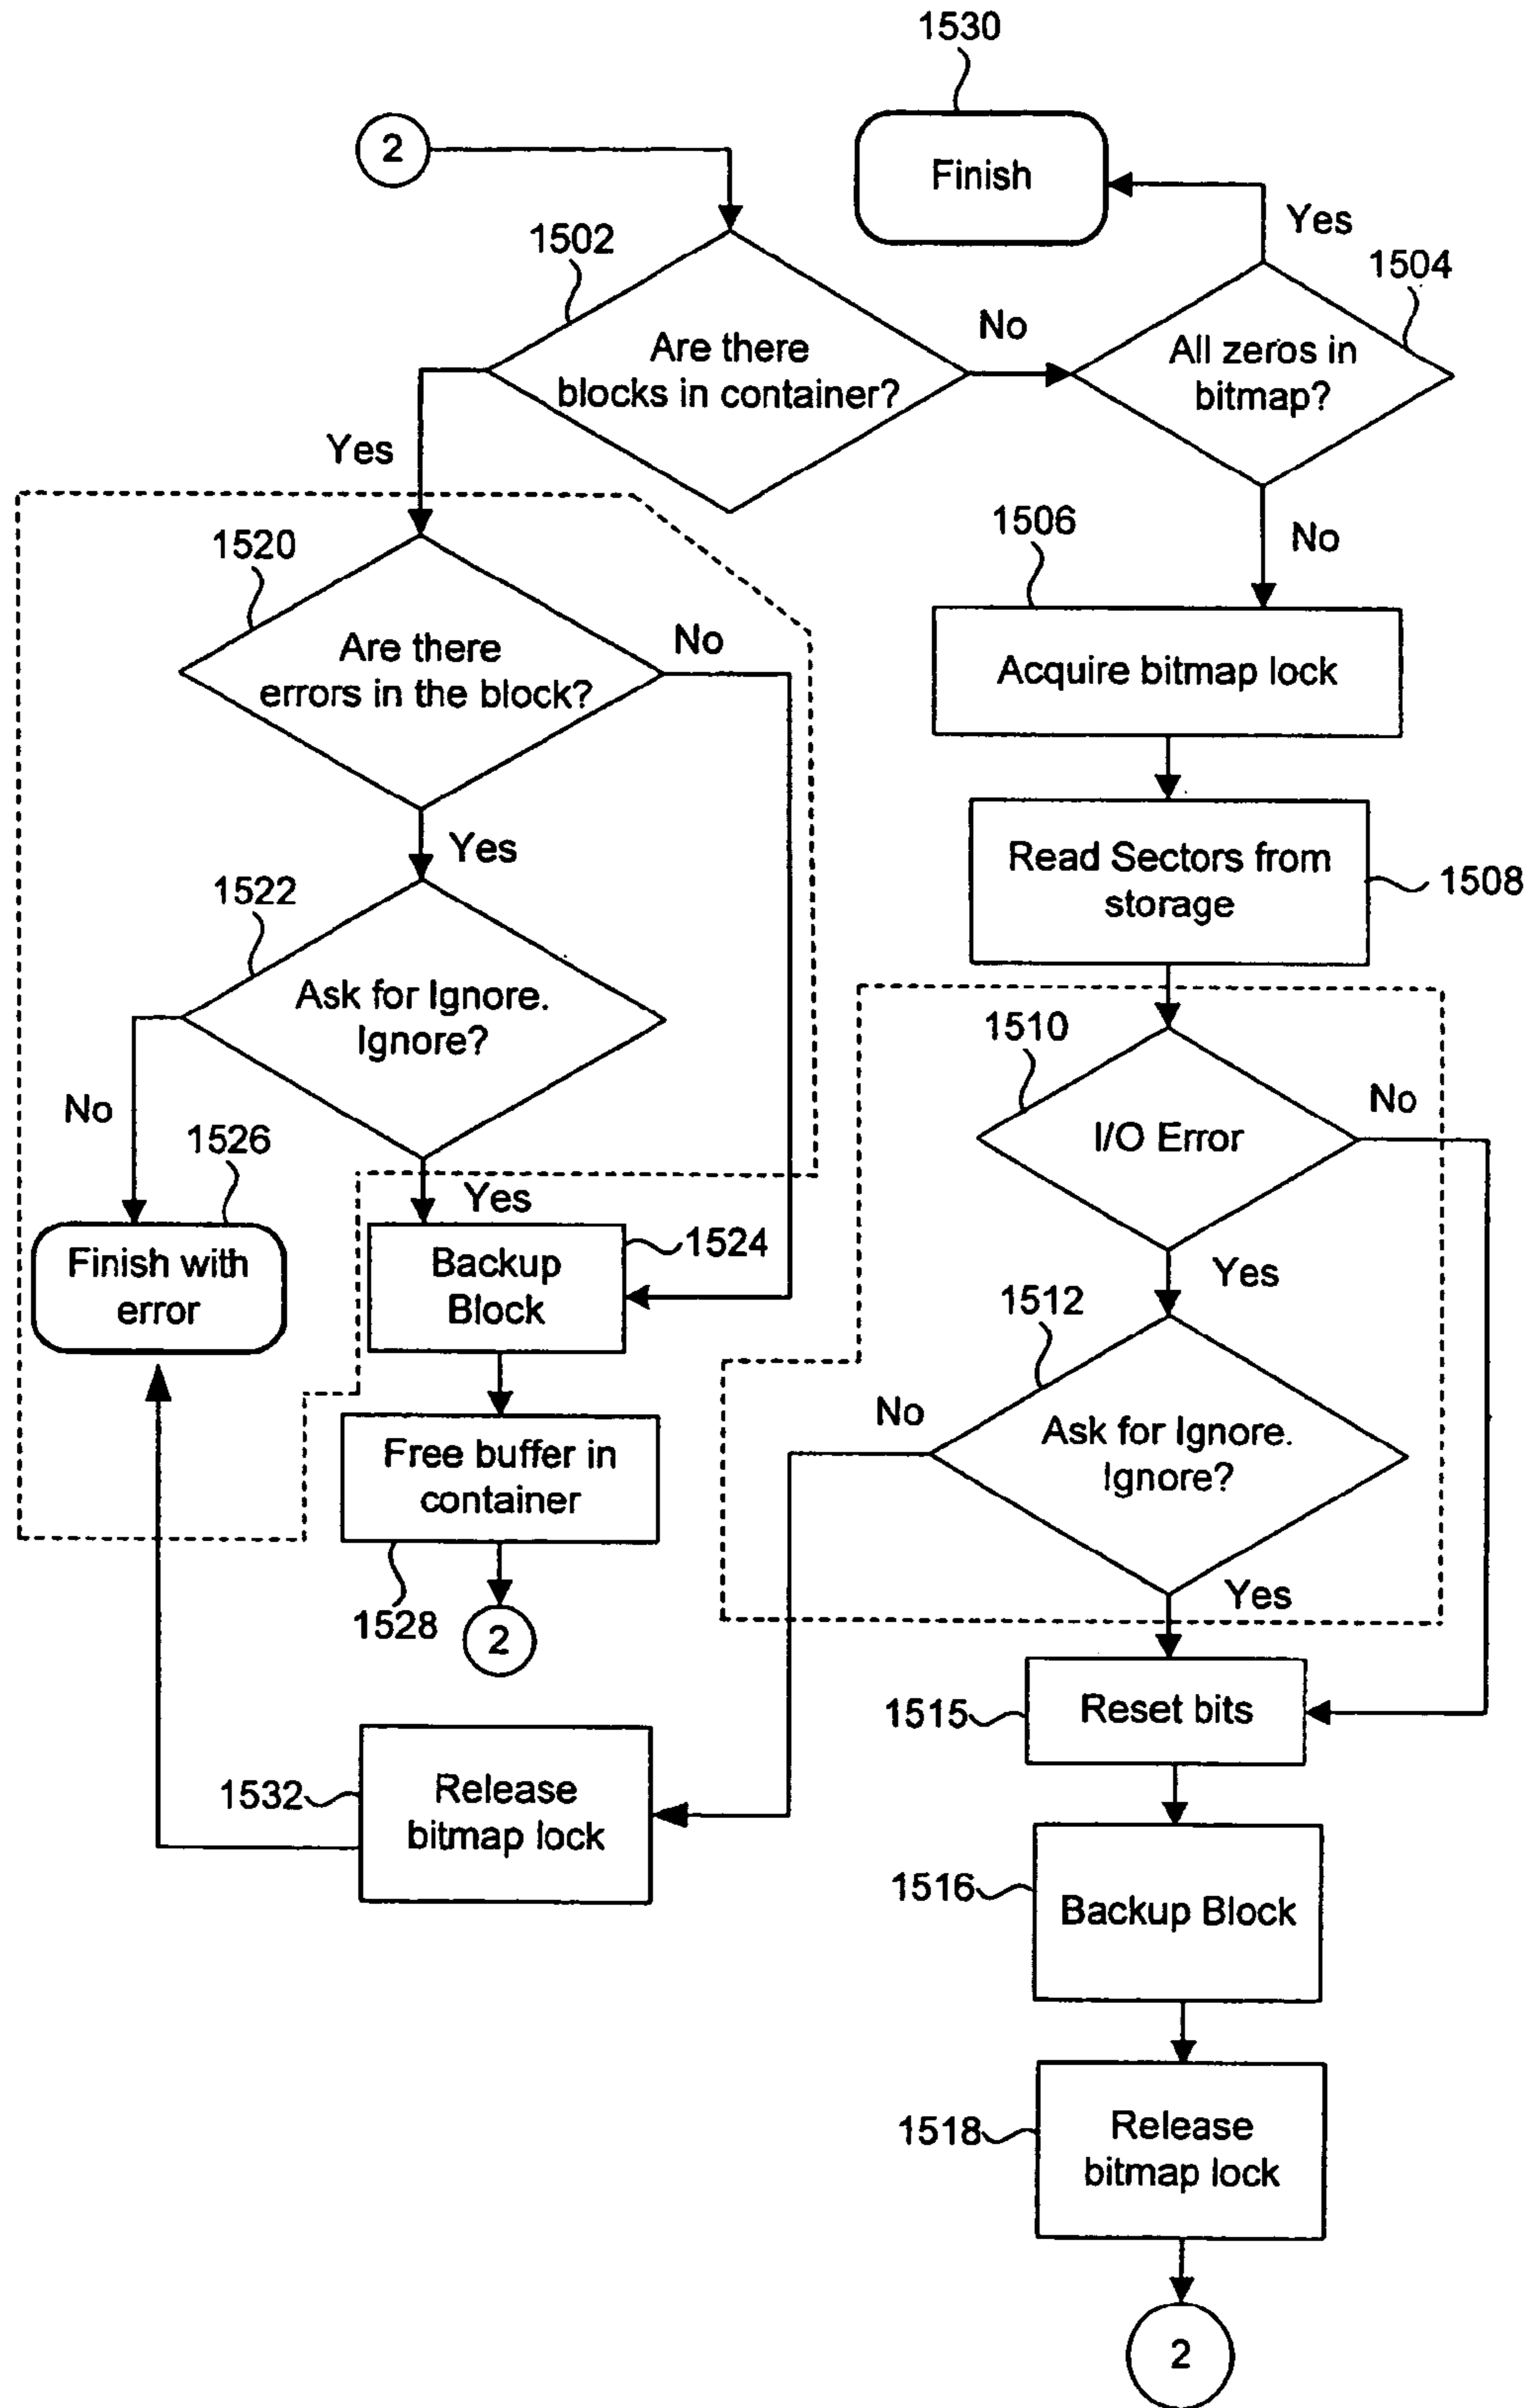 1530
2
Finish
Yes
1502
1504
Are there
blocks in container?
No
All zeros in
bitmap?
Yes
No
1506
1520
Are there
errors in the block?
No
Acquire bitmap lock
Yes
Read Sectors from
storage
1508
1522
Ask for Ignore.
Ignore?
1510
No
I/O Error
No
1526
Yes
Finish with
error
Backup
Block
1524
Yes
1512
No
Ask for Ignore.
Ignore?
Free buffer in
container
Yes
1528
2
1515
Reset bits
1532
Release
bitmap lock
1516
Backup Block
1518
Release
bitmap lock
2